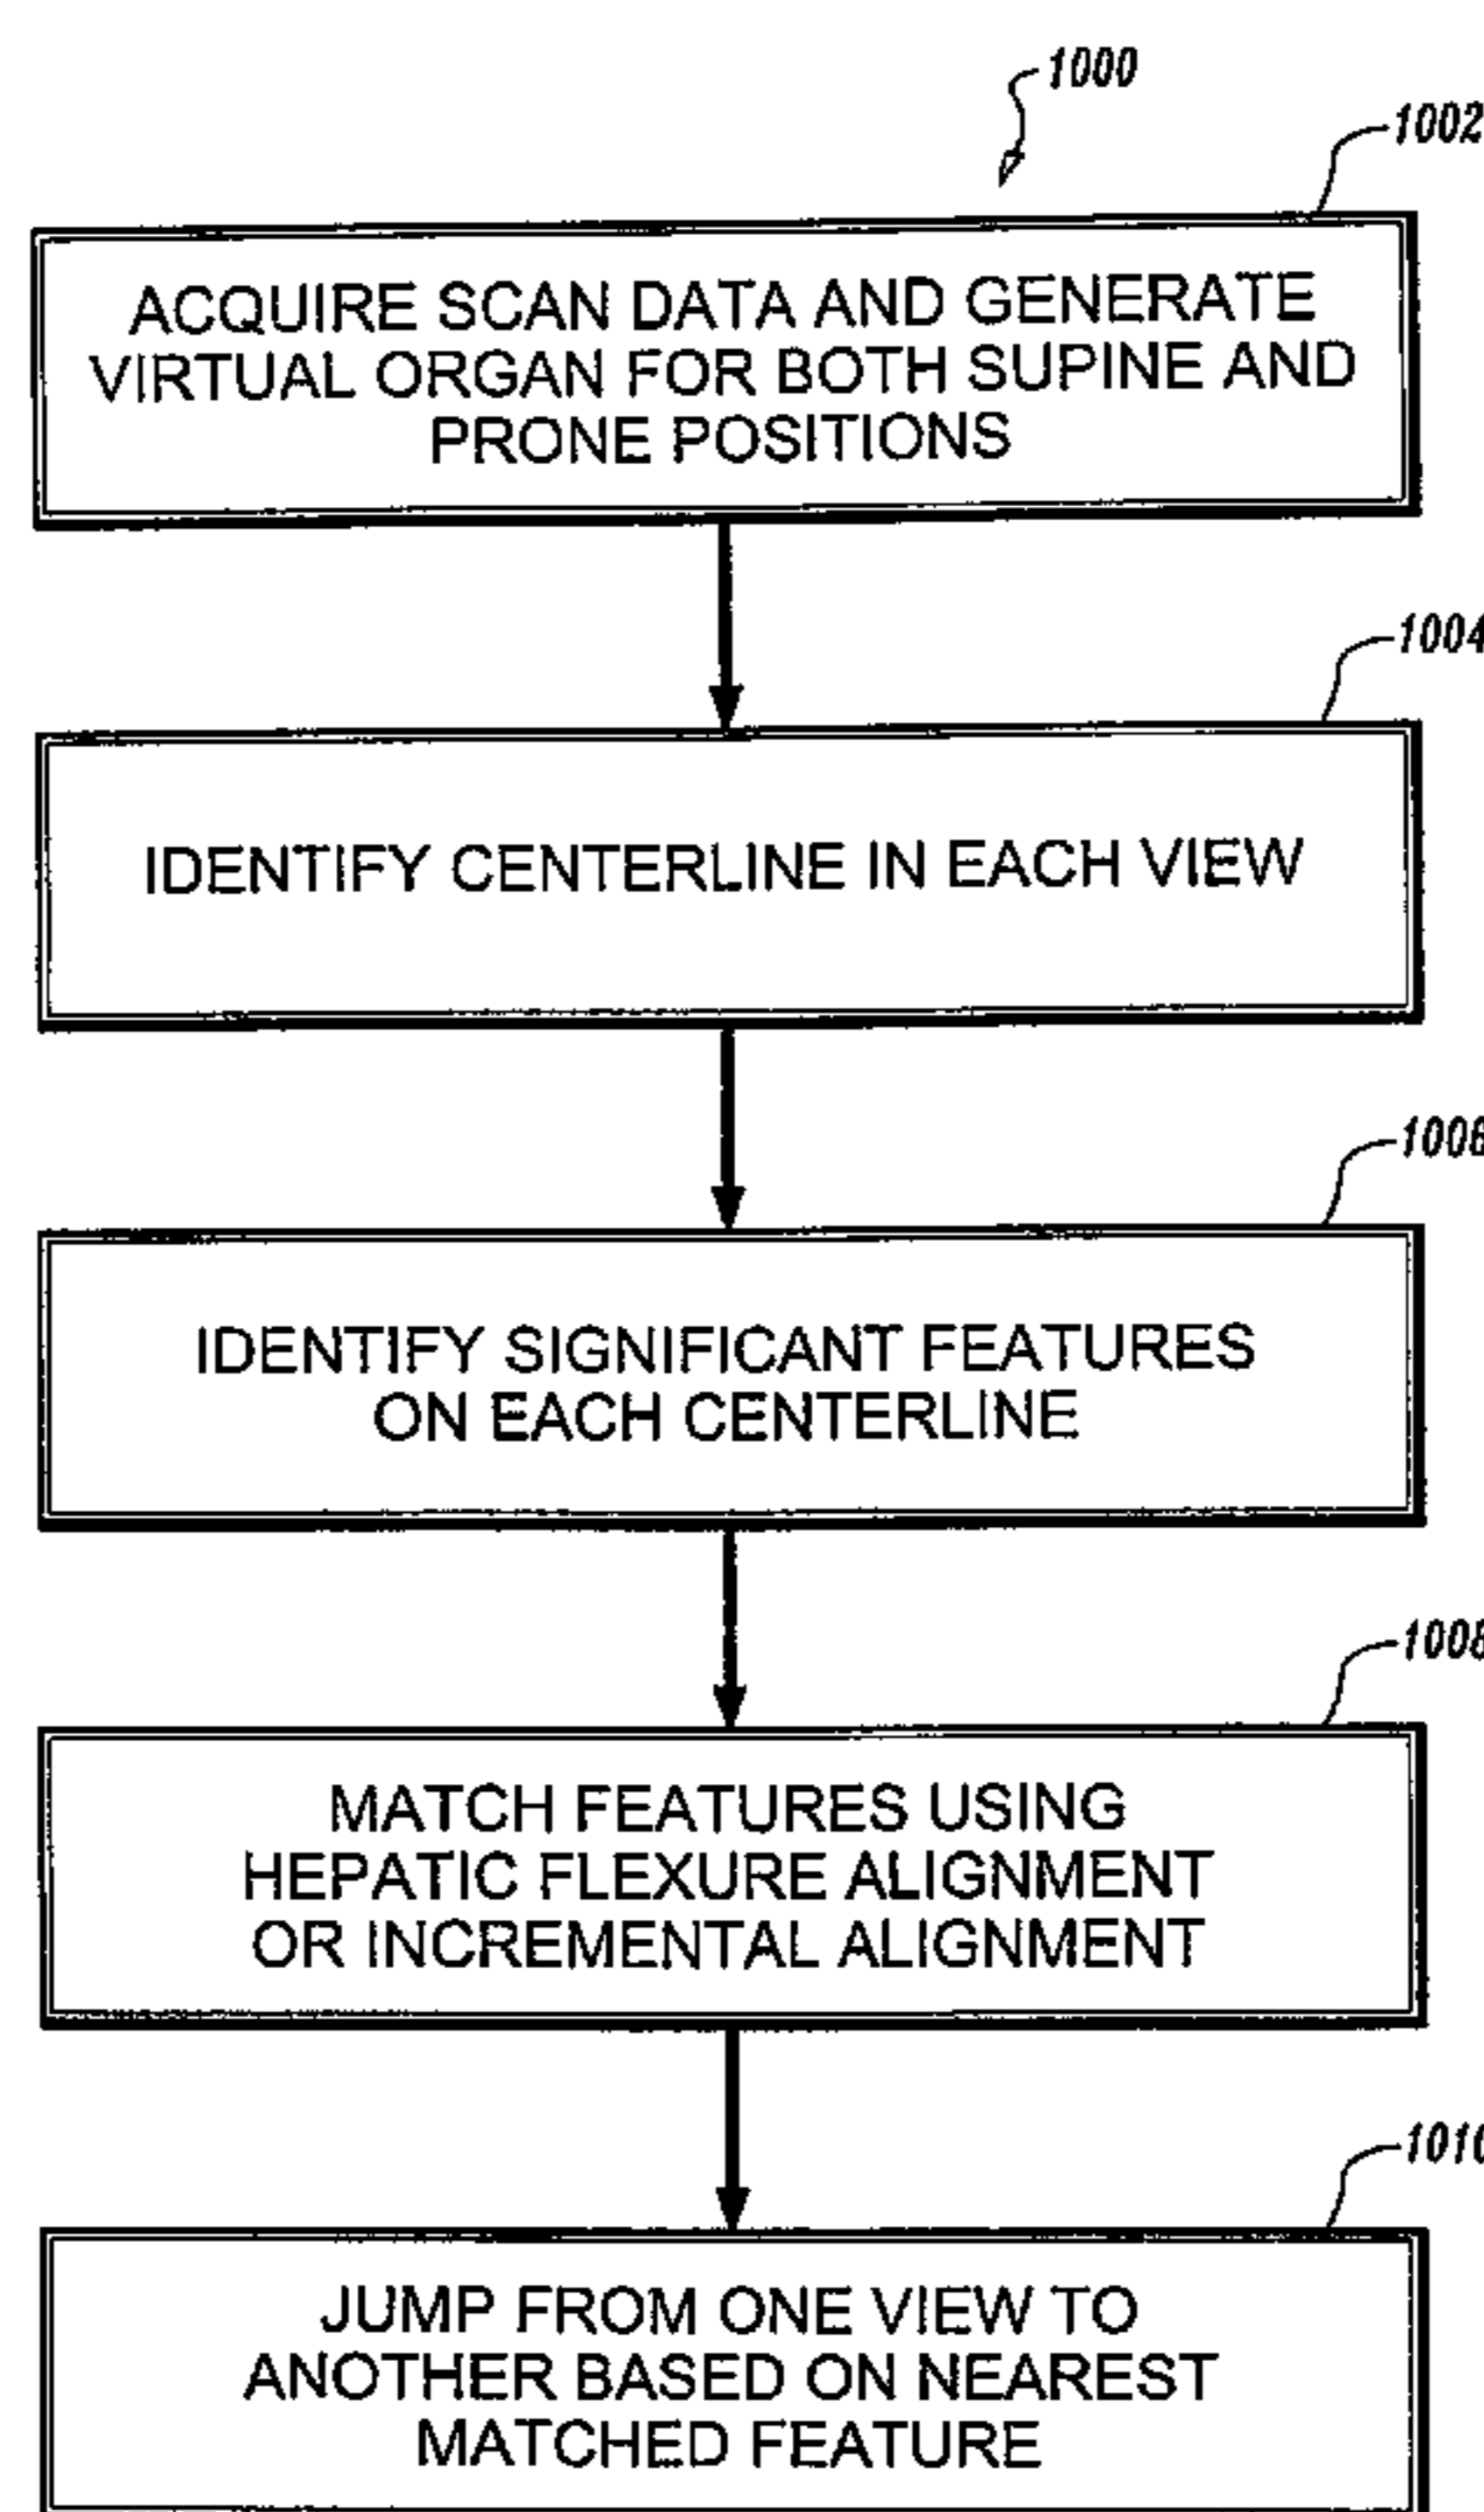 1000
1002
ACQUIRE SCAN DATA AND GENERATE
VIRTUAL ORGAN FOR BOTH SUPINE AND
PRONE POSITIONS
1004
IDENTIFY CENTERLINE IN EACH VIEW
1006
IDENTIFY SIGNIFICANT FEATURES
ON EACH CENTERLINE
1008
MATCH FEATURES USING
HEPATIC FLEXURE ALIGNMENT
OR INCREMENTAL ALIGNMENT
1010
JUMP FROM ONE VIEW TO
ANOTHER BASED ON NEAREST
MATCHED FEATURE